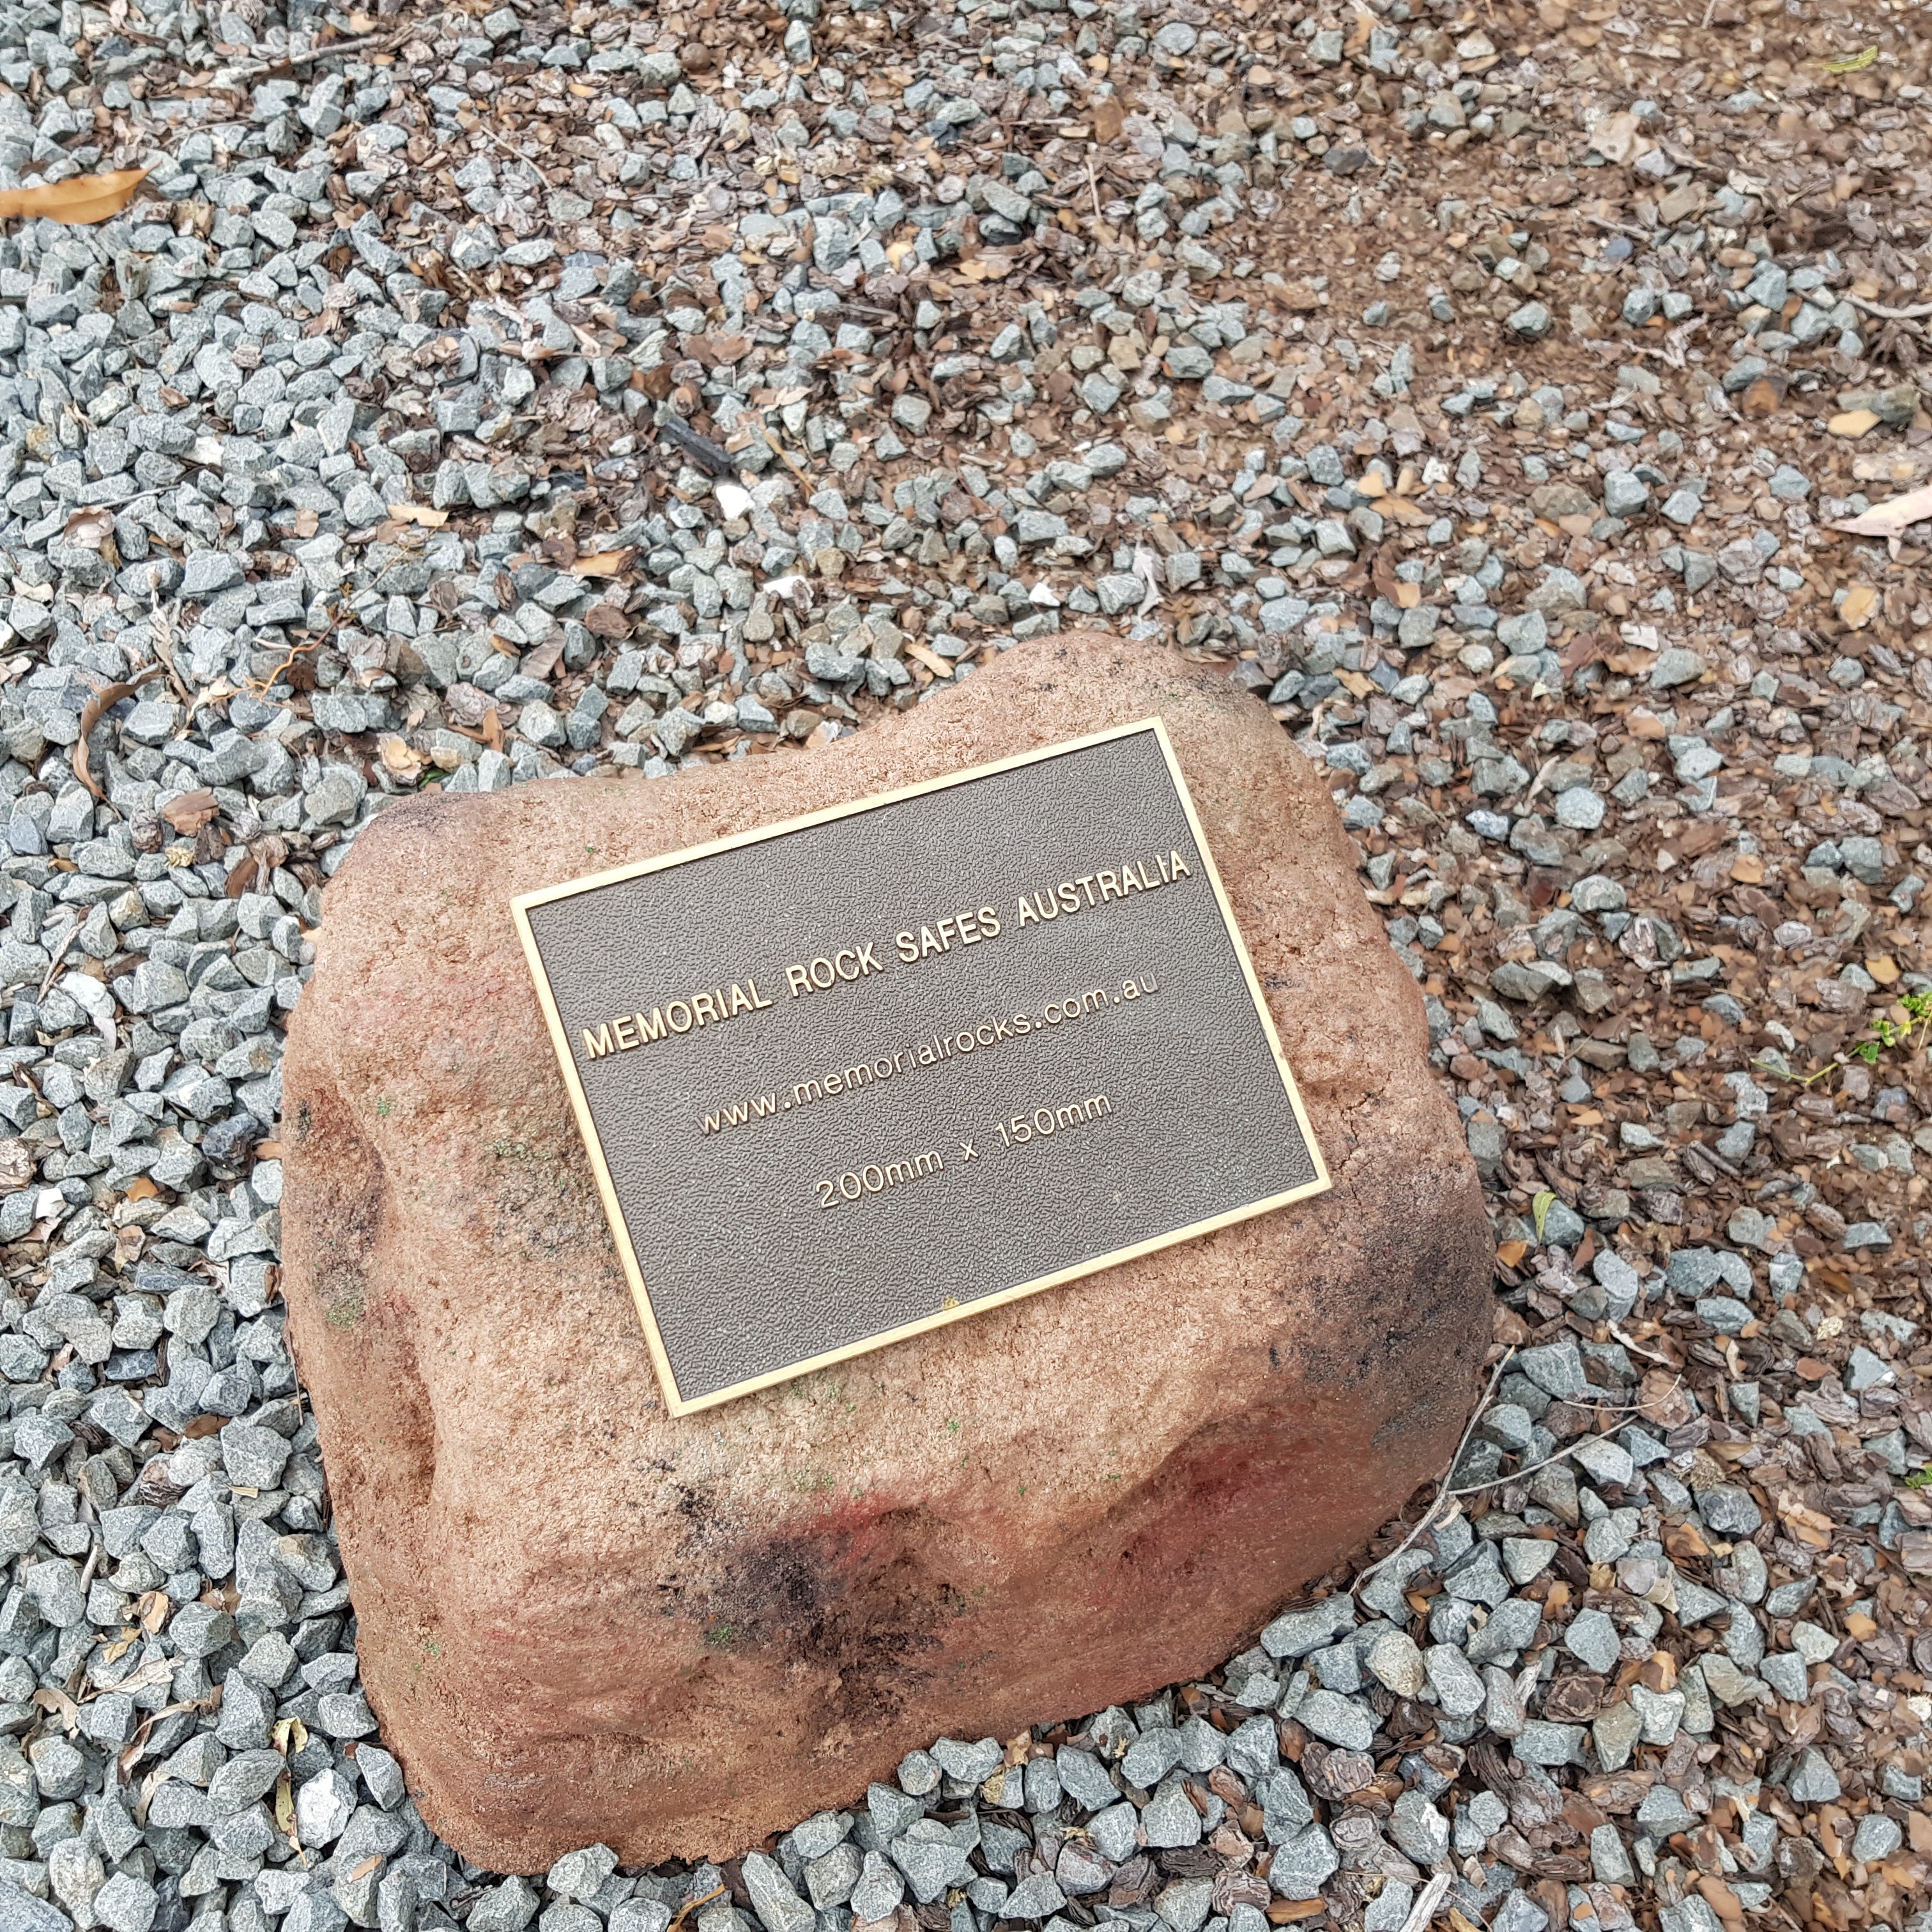 MEMORIAL ROCK SAFES AUSTRALIA
www.memorialrocks.com.au
200mm x 150mm